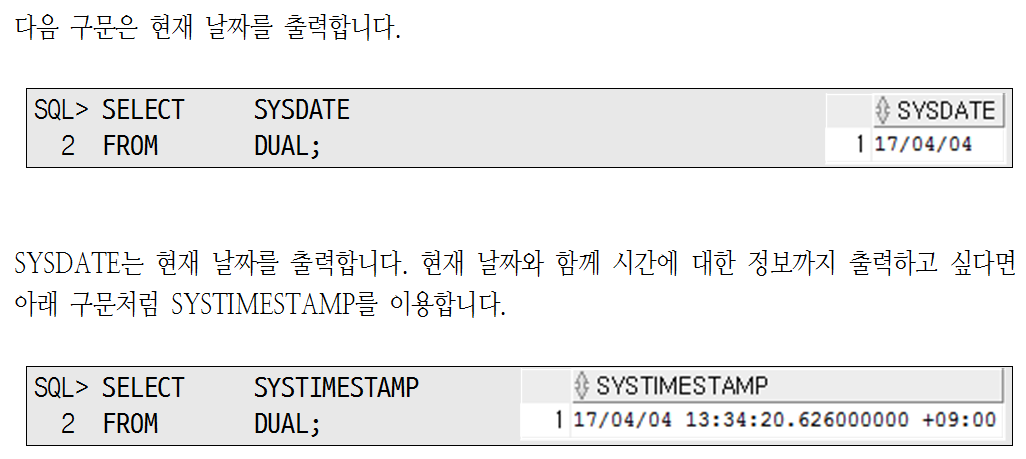 다음 구문은 현재 날짜를 출력합니다.
SQL> SELECT SYSDATE
2 FROM DUAL;
SYSDATE
1 17/04/04
SYSDATE는 현재 날짜를 출력합니다. 현재 날짜와 함께 시간에 대한 정보까지 출력하고 싶다면
아래 구문처럼 SYSTIMESTAMP를 이용합니다.
SQL> SELECT SYSTIMESTAMP
2 FROM DUAL;
SYSTIMESTAMP
1 17/04/04 13:34:20.626000000 +09:00